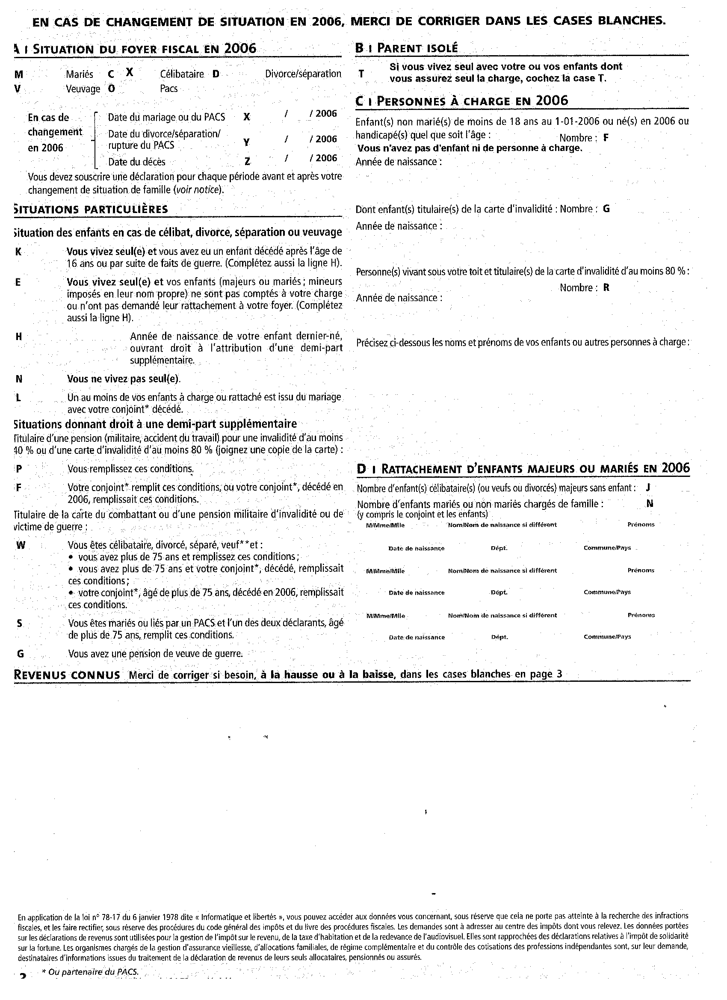 EN CAS DE CHANGEMENT DE SITUATION EN 2006, MERCI DE CORRIGER DANS LES CASES BLANCHES.
A I SITUATION DU FOYER FISCAL EN 2006
M Mariés C X Célibataire D Divorce/séparation
V Veuvage O Pacs
En cas de changement en 2006
Date du mariage ou du PACS X / / 2006
Date du divorce/séparation/
rupture du PACS Y / / 2006
Date du décès Z / / 2006
Vous devez souscrire une déclaration pour chaque période avant et après votre
changement de situation de famille (voir notice).
SITUATIONS PARTICULIÈRES
Situation des enfants en cas de célibat, divorce, séparation ou veuvage
K Vous vivez seul(e) et vous avez eu un enfant décédé après l'âge de
16 ans ou par suite de faits de guerre. (Complétez aussi la ligne H).
E Vous vivez seul(e) et vos enfants (majeurs ou mariés ; mineurs
imposés en leur nom propre) ne sont pas comptés à votre charge
ou n'ont pas demandé leur rattachement à votre foyer. (Complétez
aussi la ligne H).
H Année de naissance de votre enfant dernier-né,
ouvrant droit à l'attribution d'une demi-part
supplémentaire.
N Vous ne vivez pas seul(e).
L Un au moins de vos enfants à charge ou rattaché est issu du mariage
avec votre conjoint* décédé.
Situations donnant droit à une demi-part supplémentaire
Titulaire d'une pension (militaire, accident du travail) pour une invalidité d'au moins
40 % ou d'une carte d'invalidité d'au moins 80 % (joignez une copie de la carte) :
P Vous remplissez ces conditions.
F Votre conjoint* remplit ces conditions, ou votre conjoint*, décédé en
2006, remplissait ces conditions.
Titulaire de la carte du combattant ou d'une pension militaire d'invalidité ou de
victime de guerre :
W Vous êtes célibataire, divorcé, séparé, veuf** et :
• vous avez plus de 75 ans et remplissez ces conditions ;
• vous avez plus de 75 ans et votre conjoint*, décédé, remplissait
ces conditions ;
• votre conjoint*, âgé de plus de 75 ans, décédé en 2006, remplissait
ces conditions.
S Vous êtes mariés ou liés par un PACS et l'un des deux déclarants, âgé
de plus de 75 ans, remplit ces conditions.
G Vous avez une pension de veuve de guerre.
B I PARENT ISOLÉ
T Si vous vivez seul avec votre ou vos enfants dont
vous assurez seul la charge, cochez la case T.
C I PERSONNES À CHARGE EN 2006
Enfant(s) non marié(s) de moins de 18 ans au 1-01-2006 ou né(s) en 2006 ou
handicapé(s) quel que soit l'âge : Nombre : F
Vous n'avez pas d'enfant ni de personne à charge.
Année de naissance :
Dont enfant(s) titulaire(s) de la carte d'invalidité : Nombre : G
Année de naissance :
Personne(s) vivant sous votre toit et titulaire(s) de la carte d'invalidité d'au moins 80 % :
Nombre : R
Année de naissance :
Précisez ci-dessous les noms et prénoms de vos enfants ou autres personnes à charge :
D I RATTACHEMENT D'ENFANTS MAJEURS OU MARIÉS EN 2006
Nombre d'enfant(s) célibataire(s) (ou veufs ou divorcés) majeurs sans enfant : J
Nombre d'enfants mariés ou non mariés chargés de famille : N
(y compris le conjoint et les enfants)
M/Mme/Mlle Nom/Nom de naissance si différent Prénoms
Date de naissance Dépt. Commune/Pays
M/Mme/Mlle Nom/Nom de naissance si différent Prénoms
Date de naissance Dépt. Commune/Pays
M/Mme/Mlle Nom/Nom de naissance si différent Prénoms
Date de naissance Dépt. Commune/Pays
REVENUS CONNUS Merci de corriger si besoin, à la hausse ou à la baisse, dans les cases blanches en page 3
En application de la loi n° 78-17 du 6 janvier 1978 dite « Informatique et libertés », vous pouvez accéder aux données vous concernant, sous réserve que cela ne porte pas atteinte à la recherche des infractions
fiscales, et les faire rectifier, sous réserve des procédures du code général des impôts et du livre des procédures fiscales. Les demandes sont à adresser au centre des impôts dont vous relevez. Les données portées
sur les déclarations de revenus sont utilisées pour la gestion de l'impôt sur le revenu, de la taxe d'habitation et de la redevance de l'audiovisuel. Elles sont rapprochées des déclarations relatives à l'impôt de solidarité
sur la fortune. Les organismes chargés de la gestion d'assurance vieillesse, d'allocations familiales, de régime complémentaire et du contrôle des cotisations des professions indépendantes sont, sur leur demande,
destinataires d'informations issues du traitement de la déclaration de revenus de leurs seuls allocataires, pensionnés ou assurés.
* Ou partenaire du PACS.